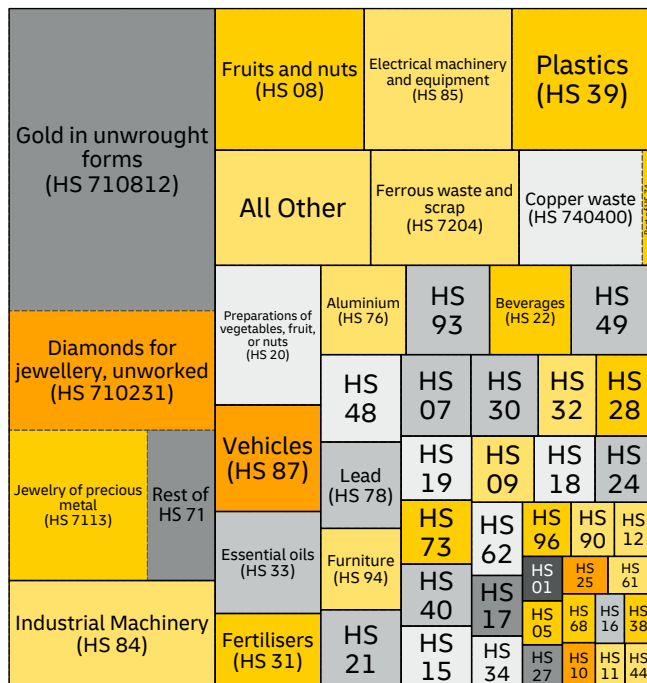 Gold in unwrought
forms
(HS 710812)
Diamonds for
jewellery, unworked
(HS 710231)
Jewelry of precious
metal
(HS 7113)
Rest of
HS 71
Industrial Machinery
(HS 84)
Fruits and nuts
(HS 08)
Electrical machinery
and equipment
(HS 85)
Plastics
(HS 39)
All Other
Ferrous waste and
scrap
(HS 7204)
Copper waste
(HS 740400)
Preparations of
vegetables, fruit,
or nuts
(HS 20)
Vehicles
(HS 87)
Essential oils
(HS 33)
Fertilisers
(HS 31)
Aluminium
(HS 76)
HS
93
Beverages
(HS 22)
HS
49
HS
48
HS
07
HS
30
HS
32
HS
28
Lead
(HS 78)
HS
19
HS
09
HS
18
HS
24
Furniture
(HS 94)
HS
73
HS
62
HS
96
HS
90
HS
12
HS
21
HS
40
HS
17
HS
01
HS
25
HS
61
HS
05
HS
68
HS
16
HS
38
HS
15
HS
34
HS
27
HS
10
HS
11
HS
44